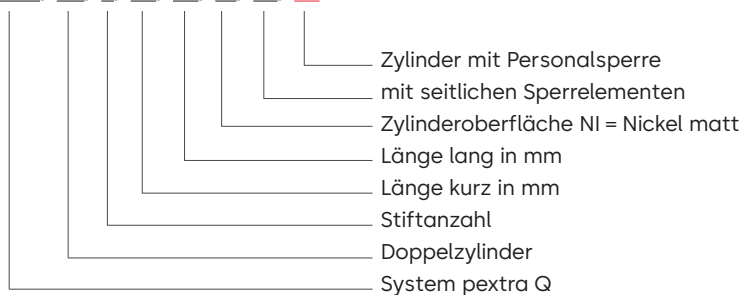 Zylinder mit Personalsperre
mit seitlichen Sperrelementen
Zylinderoberfläche NI = Nickel matt
Länge lang in mm
Länge kurz in mm
Stiftanzahl
Doppelzylinder
System pextra Q